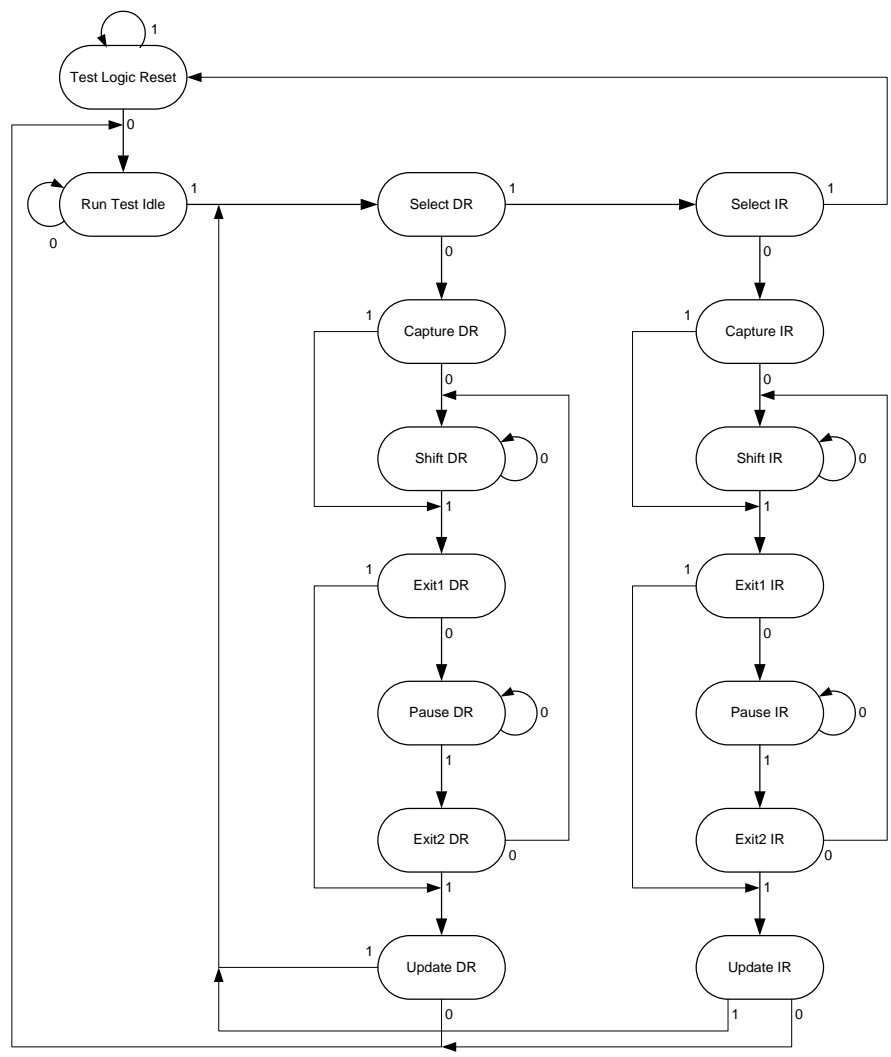 1
Test Logic Reset
0
Run Test Idle
1
0
Select DR
1
Select IR
1
0
0
1
Capture DR
1
Capture IR
0
0
Shift DR
0
Shift IR
0
1
1
1
Exit1 DR
1
Exit1 IR
0
0
Pause DR
0
Pause IR
0
1
1
Exit2 DR
0
Exit2 IR
0
1
1
1
Update DR
Update IR
0
1
0